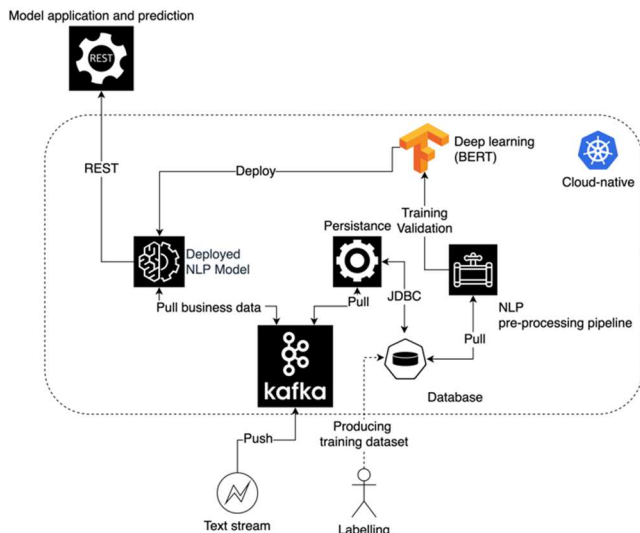 Model application and prediction
REST
REST
Deep learning
(BERT)
Cloud-native
Deploy
Training
Validation
Persistance
Deployed
NLP Model
JDBC
NLP
pre-processing pipeline
Pull business data
Pull
Pull
kafka
Database
Producing
training dataset
Push
Text stream
Labelling